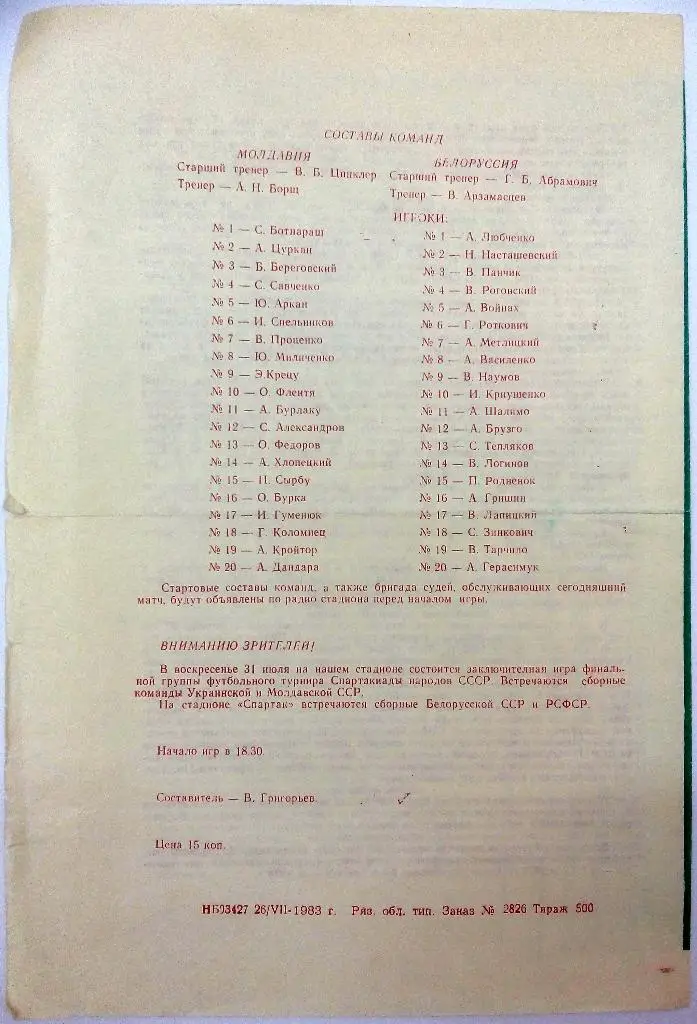 СОСТАВЫ КОМАНД
МОЛДАВИЯ
Старший тренер — В. Б. Цинклер
Тренер — А. Н. Борщ
№ 1 — С. Ботнаращ
№ 2 — А. Цуркан
№ 3 — Б. Береговский
№ 4 — С. Савченко
№ 5 — Ю. Аркан
№ 6 — И. Спельников
№ 7 — В. Проценко
№ 8 — Ю. Миличенко
№ 9 — Э.Крецу
№ 10 — О. Флентя
№ 11 — А. Бурлаку
№ 12 — С. Александров
№ 13 — О. Федоров
№ 14 — А. Хлопецкий
№ 15 — Н. Сырбу
№ 16 — О. Бурка
№ 17 — И. Гуменюк
№ 18 — Г. Коломиец
№ 19 — А. Кройтор
№ 20 — А. Дандара
БЕЛОРУССИЯ
Старший тренер — Г. Б. Абрамович
Тренер — В. Арзамасцев
ИГРОКИ:
№ 1 — А. Любченко
№ 2 — Н. Насташевский
№ 3 — В. Панчик
№ 4 — В. Роговский
№ 5 — А. Войнах
№ 6 — Г. Роткович
№ 7 — А. Метлицкий
№ 8 — А. Василенко
№ 9 — В. Наумов
№ 10 — И. Криушенко
№ 11 — А. Шалимо
№ 12 — А. Брузго
№ 13 — С. Тепляков
№ 14 — В. Логинов
№ 15 — П. Родненок
№ 16 — А. Гришин
№ 17 — В. Лапицкий
№ 18 — С. Зинкович
№ 19 — В. Тарчило
№ 20 — А. Герасимук
Стартовые составы команд, а также бригада судей, обслуживающих сегодняшний
матч, будут объявлены по радио стадиона перед началом игры.
ВНИМАНИЮ ЗРИТЕЛЕЙ!
В воскресенье 31 июля на нашем стадионе состоится заключителная игра финаль-
ной группы футбольного турнира Спартакиады народов СССР. Встречаются сборные
команды Украинской и Молдавской ССР.
На стадионе «Спартак» встречаются сборные Белорусской ССР и РСФСР.
Начало игр в 18.30.
Составитель — В. Григорьев.
Цена 15 коп.
НБ03427 26/VII-1983 г. Ряз. обл. тип. Заказ № 2826 Тираж 500